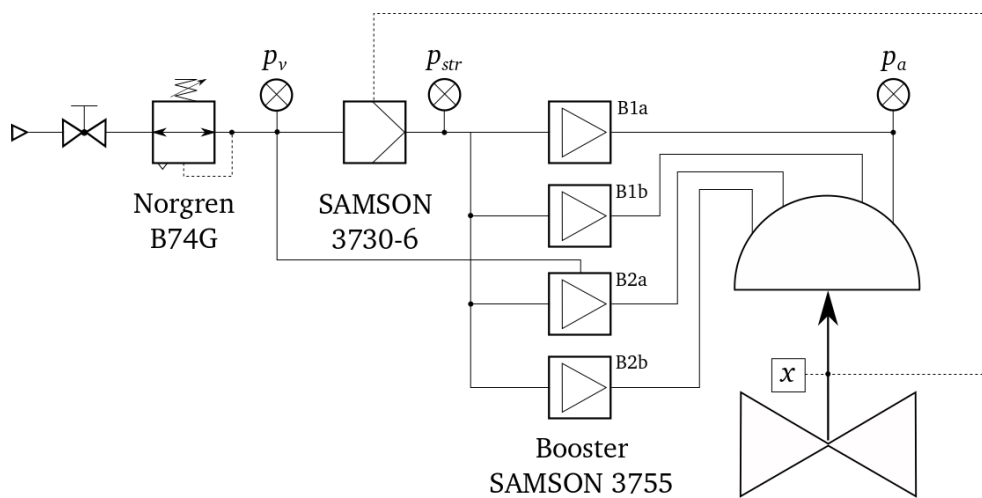 p_v
p_str
p_a
B1a
B1b
B2a
B2b
Norgren
B74G
SAMSON
3730-6
x
Booster
SAMSON 3755